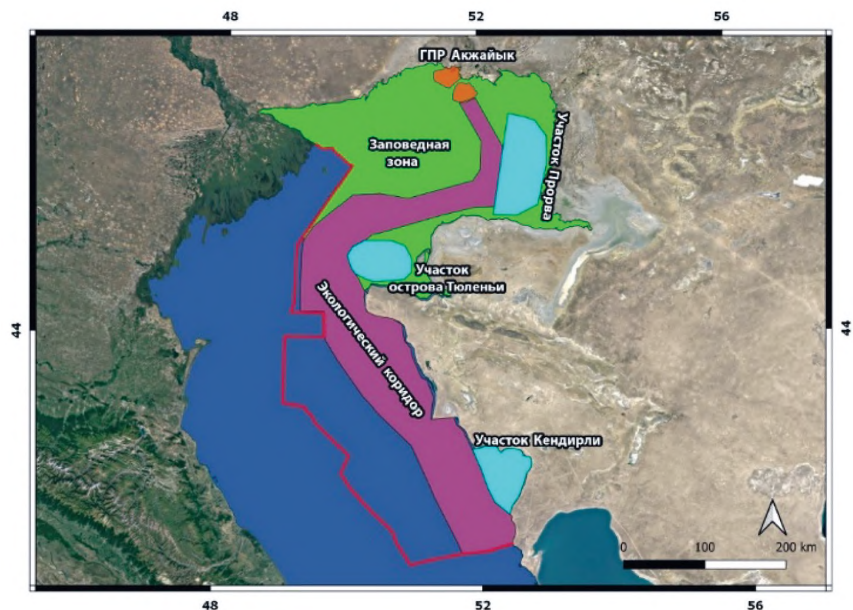 48 52 56
ГПР Акжайык
Заповедная
зона
Участок Прорва
Участок
острова Тюленьи
Экологический коридор
44 44
Участок Кендирли
0 100 200 km
48 52 56